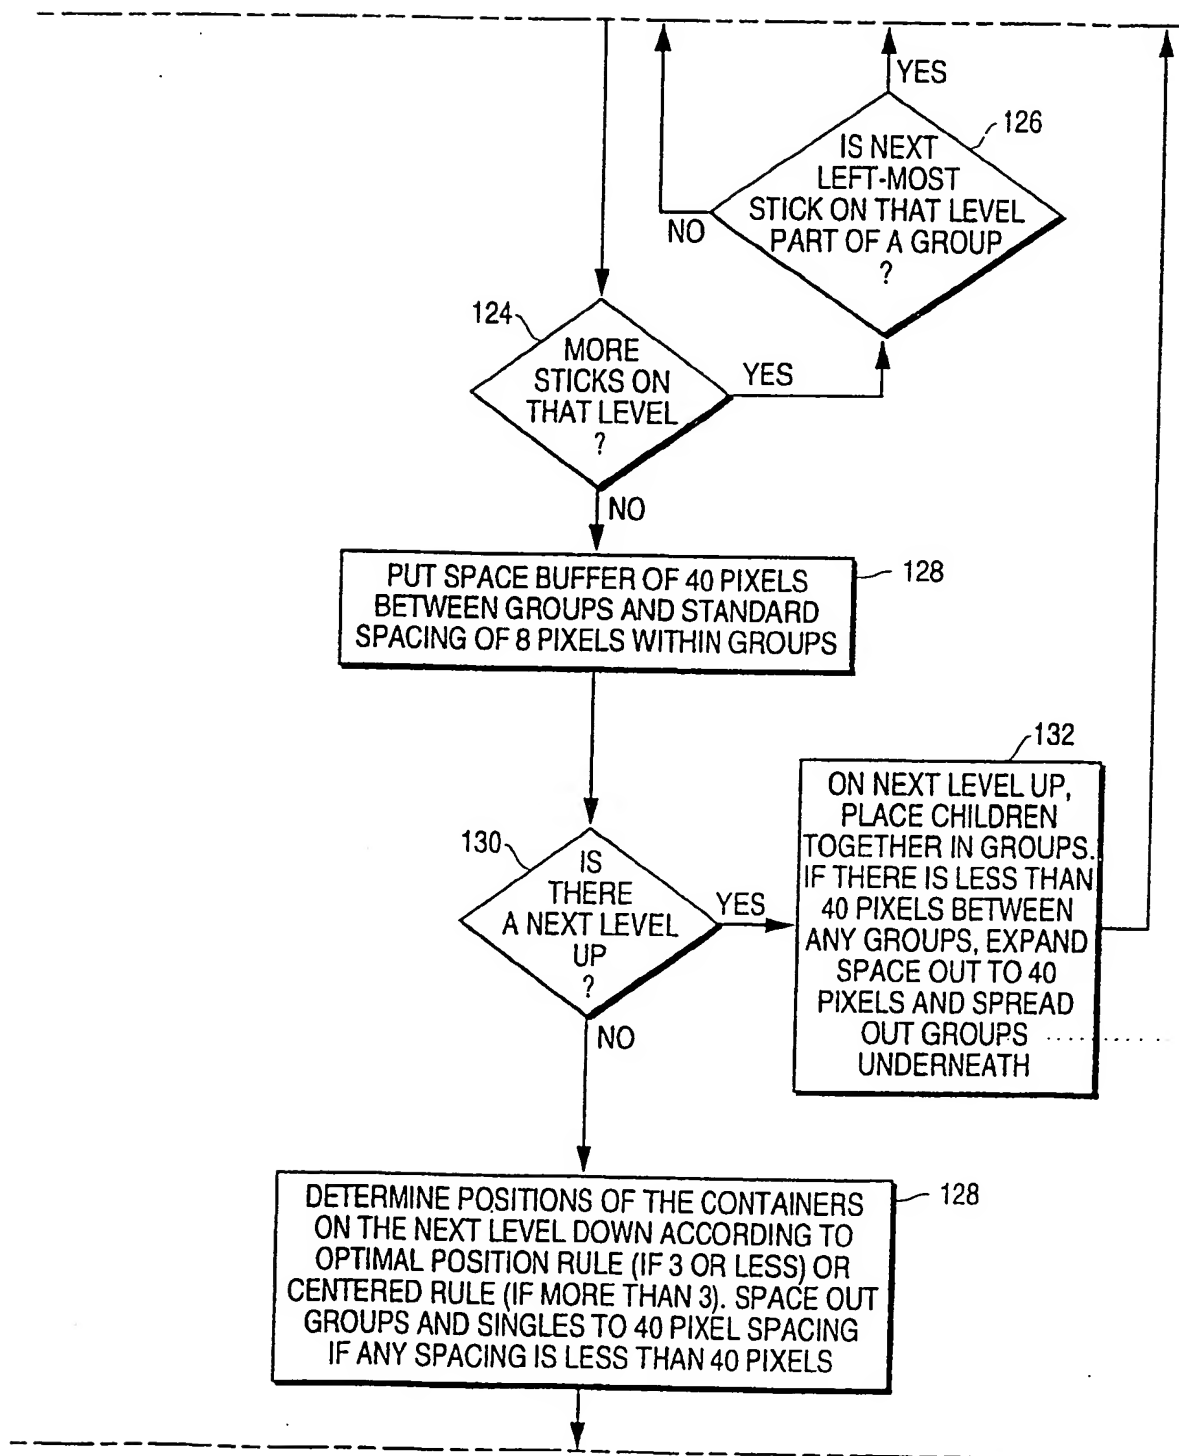 YES
126
IS NEXT
LEFT-MOST
STICK ON THAT LEVEL
PART OF A GROUP
?
NO
124
MORE
STICKS ON
THAT LEVEL
?
YES
NO
PUT SPACE BUFFER OF 40 PIXELS
BETWEEN GROUPS AND STANDARD
SPACING OF 8 PIXELS WITHIN GROUPS
128
130
IS
THERE
A NEXT LEVEL
UP
?
YES
NO
132
ON NEXT LEVEL UP,
PLACE CHILDREN
TOGETHER IN GROUPS.
IF THERE IS LESS THAN
40 PIXELS BETWEEN
ANY GROUPS, EXPAND
SPACE OUT TO 40
PIXELS AND SPREAD
OUT GROUPS
UNDERNEATH
DETERMINE POSITIONS OF THE CONTAINERS
ON THE NEXT LEVEL DOWN ACCORDING TO
OPTIMAL POSITION RULE (IF 3 OR LESS) OR
CENTERED RULE (IF MORE THAN 3). SPACE OUT
GROUPS AND SINGLES TO 40 PIXEL SPACING
IF ANY SPACING IS LESS THAN 40 PIXELS
128